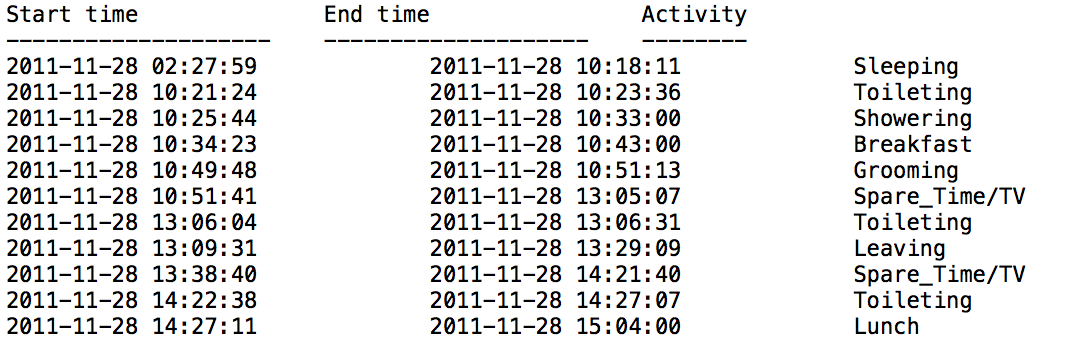 Start time End time Activity
-------------------- -------------------- --------
2011-11-28 02:27:59 2011-11-28 10:18:11 Sleeping
2011-11-28 10:21:24 2011-11-28 10:23:36 Toileting
2011-11-28 10:25:44 2011-11-28 10:33:00 Showering
2011-11-28 10:34:23 2011-11-28 10:43:00 Breakfast
2011-11-28 10:49:48 2011-11-28 10:51:13 Grooming
2011-11-28 10:51:41 2011-11-28 13:05:07 Spare_Time/TV
2011-11-28 13:06:04 2011-11-28 13:06:31 Toileting
2011-11-28 13:09:31 2011-11-28 13:29:09 Leaving
2011-11-28 13:38:40 2011-11-28 14:21:40 Spare_Time/TV
2011-11-28 14:22:38 2011-11-28 14:27:07 Toileting
2011-11-28 14:27:11 2011-11-28 15:04:00 Lunch